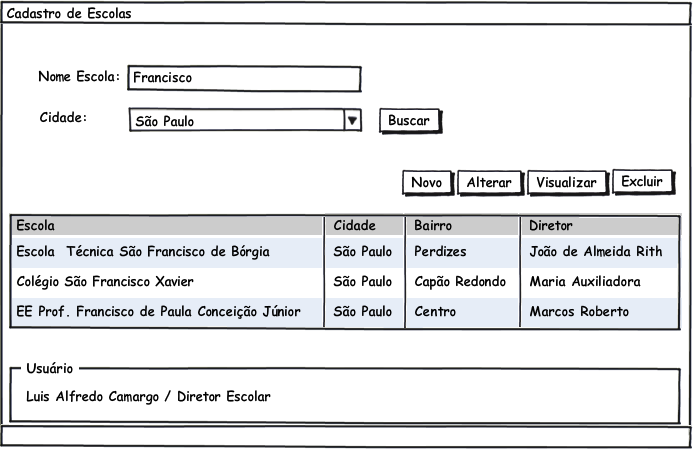 Cadastro de Escolas
Nome Escola: Francisco
Cidade: São Paulo Buscar
Novo Alterar Visualizar Excluir
Escola Cidade Bairro Diretor
Escola Técnica São Francisco de Bórgia São Paulo Perdizes João de Almeida Rith
Colégio São Francisco Xavier São Paulo Capão Redondo Maria Auxiliadora
EE Prof. Francisco de Paula Conceição Júnior São Paulo Centro Marcos Roberto
Usuário
Luis Alfredo Camargo / Diretor Escolar